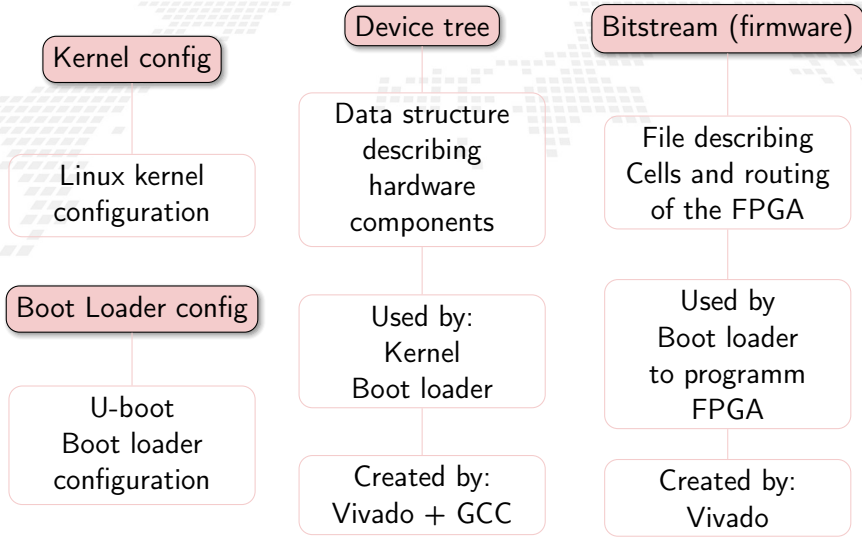 Kernel config
Linux kernel
configuration
Boot Loader config
U-boot
Boot loader
configuration
Device tree
Data structure
describing
hardware
components
Used by:
Kernel
Boot loader
Created by:
Vivado + GCC
Bitstream (firmware)
File describing
Cells and routing
of the FPGA
Used by
Boot loader
to programm
FPGA
Created by:
Vivado